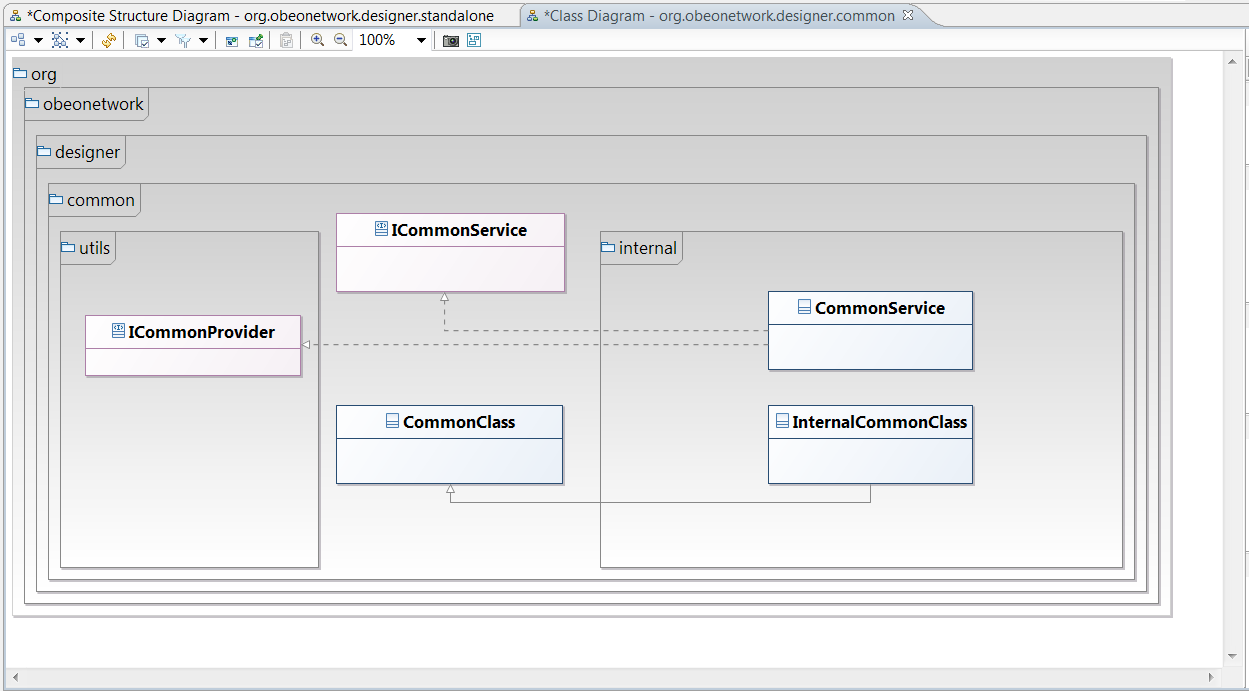 *Composite Structure Diagram - org.obeonetwork.designer.standalone
*Class Diagram - org.obeonetwork.designer.common
100%
org
obeonetwork
designer
common
utils
ICommonService
internal
ICommonProvider
CommonService
CommonClass
InternalCommonClass